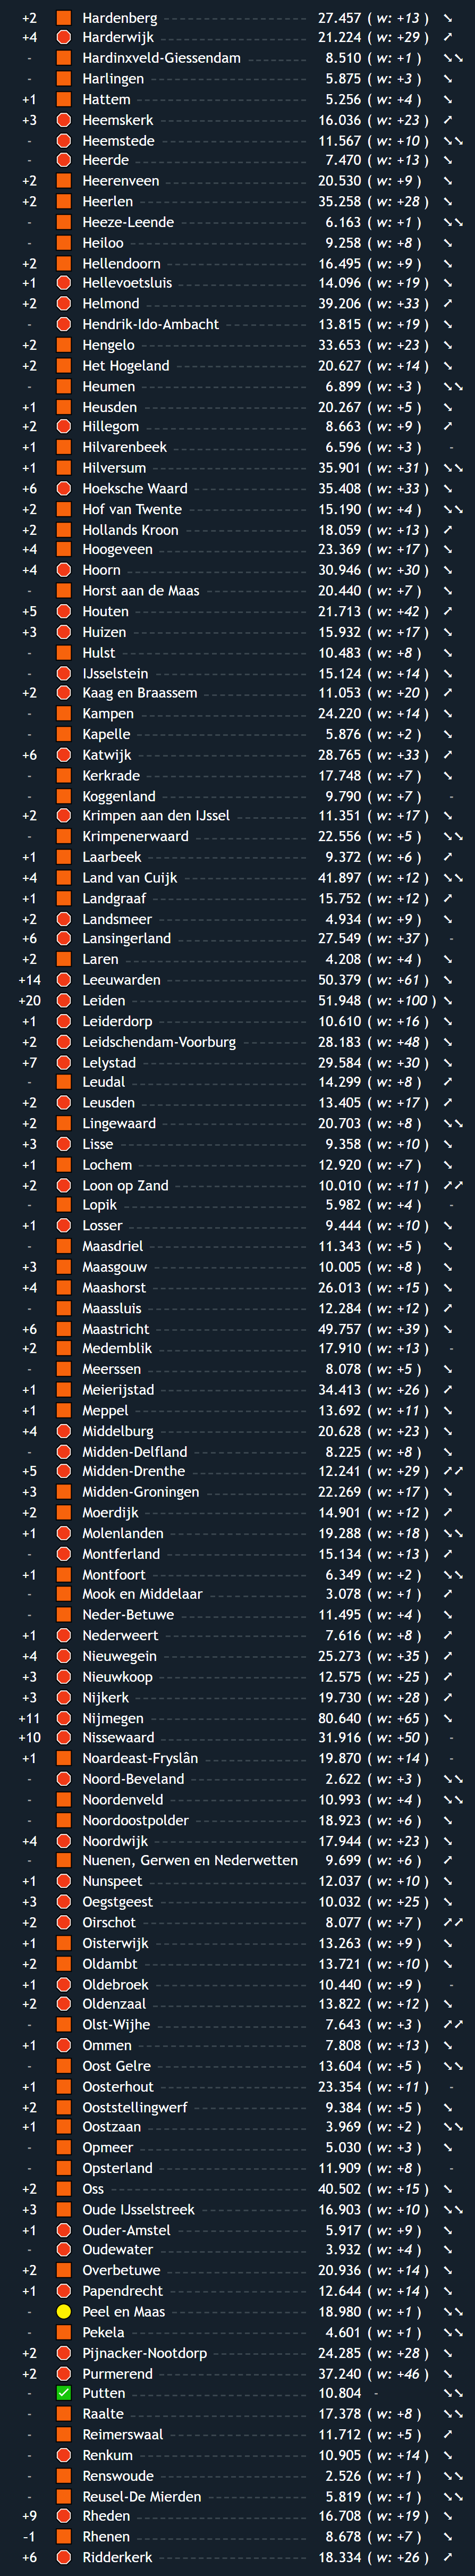 +2 Hardenberg 27.457 ( w: +13 ) ↘
+4 Harderwijk 21.224 ( w: +29 ) ↗
- Hardinxveld-Giessendam 8.510 ( w: +1 ) ↘↘
- Harlingen 5.875 ( w: +3 ) ↘
+1 Hattem 5.256 ( w: +4 ) ↘
+3 Heemskerk 16.036 ( w: +23 ) ↗
- Heemstede 11.567 ( w: +10 ) ↘↘
- Heerde 7.470 ( w: +13 ) ↘
+2 Heerenveen 20.530 ( w: +9 ) ↘
+2 Heerlen 35.258 ( w: +28 ) ↘
- Heeze-Leende 6.163 ( w: +1 ) ↘↘
- Heiloo 9.258 ( w: +8 ) ↘
+2 Hellendoorn 16.495 ( w: +9 ) ↘
+1 Hellevoetsluis 14.096 ( w: +19 ) ↘
+2 Helmond 39.206 ( w: +33 ) ↗
- Hendrik-Ido-Ambacht 13.815 ( w: +19 ) ↘
+2 Hengelo 33.653 ( w: +23 ) ↘
+2 Het Hogeland 20.627 ( w: +14 ) ↘
- Heumen 6.899 ( w: +3 ) ↘↘
+1 Heusden 20.267 ( w: +5 ) ↘
+2 Hillegom 8.663 ( w: +9 ) ↗
+1 Hilvarenbeek 6.596 ( w: +3 ) -
+1 Hilversum 35.901 ( w: +31 ) ↘↘
+6 Hoeksche Waard 35.408 ( w: +33 ) ↘
+2 Hof van Twente 15.190 ( w: +4 ) ↘↘
+2 Hollands Kroon 18.059 ( w: +13 ) ↗
+4 Hoogeveen 23.369 ( w: +17 ) ↘
+4 Hoorn 30.946 ( w: +30 ) ↘
- Horst aan de Maas 20.440 ( w: +7 ) ↘
+5 Houten 21.713 ( w: +42 ) ↗
+3 Huizen 15.932 ( w: +17 ) ↘
- Hulst 10.483 ( w: +8 ) ↘
- IJsselstein 15.124 ( w: +14 ) ↘
+2 Kaag en Braassem 11.053 ( w: +20 ) ↗
- Kampen 24.220 ( w: +14 ) ↘
- Kapelle 5.876 ( w: +2 ) ↘
+6 Katwijk 28.765 ( w: +33 ) ↗
- Kerkrade 17.748 ( w: +7 ) ↘
- Koggenland 9.790 ( w: +7 ) -
+2 Krimpen aan den IJssel 11.351 ( w: +17 ) ↘
- Krimpenerwaard 22.556 ( w: +5 ) ↘↘
+1 Laarbeek 9.372 ( w: +6 ) ↗
+4 Land van Cuijk 41.897 ( w: +12 ) ↘↘
+1 Landgraaf 15.752 ( w: +12 ) ↗
+2 Landsmeer 4.934 ( w: +9 ) ↘
+6 Lansingerland 27.549 ( w: +37 ) -
+2 Laren 4.208 ( w: +4 ) ↘
+14 Leeuwarden 50.379 ( w: +61 ) ↘
+20 Leiden 51.948 ( w: +100 ) ↘
+1 Leiderdorp 10.610 ( w: +16 ) ↘
+2 Leidschendam-Voorburg 28.183 ( w: +48 ) ↘
+7 Lelystad 29.584 ( w: +30 ) ↘
- Leudal 14.299 ( w: +8 ) ↗
+2 Leusden 13.405 ( w: +17 ) ↗
+2 Lingewaard 20.703 ( w: +8 ) ↘↘
+3 Lisse 9.358 ( w: +10 ) ↘
+1 Lochem 12.920 ( w: +7 ) ↘
+2 Loon op Zand 10.010 ( w: +11 ) ↗↗
- Lopik 5.982 ( w: +4 ) -
+1 Losser 9.444 ( w: +10 ) ↘
- Maasdriel 11.343 ( w: +5 ) ↘
+3 Maasgouw 10.005 ( w: +8 ) ↘
+4 Maashorst 26.013 ( w: +15 ) ↘
- Maassluis 12.284 ( w: +12 ) ↗
+6 Maastricht 49.757 ( w: +39 ) ↘
+2 Medemblik 17.910 ( w: +13 ) -
- Meerssen 8.078 ( w: +5 ) ↘
+1 Meierijstad 34.413 ( w: +26 ) ↗
+1 Meppel 13.692 ( w: +11 ) ↘
+4 Middelburg 20.628 ( w: +23 ) ↘
- Midden-Delfland 8.225 ( w: +8 ) ↘
+5 Midden-Drenthe 12.241 ( w: +29 ) ↗↗
+3 Midden-Groningen 22.269 ( w: +17 ) ↘
+2 Moerdijk 14.901 ( w: +12 ) ↗
+1 Molenlanden 19.288 ( w: +18 ) ↘↘
- Montferland 15.134 ( w: +13 ) ↗
+1 Montfoort 6.349 ( w: +2 ) ↘↘
- Mook en Middelaar 3.078 ( w: +1 ) ↗
- Neder-Betuwe 11.495 ( w: +4 ) ↘
+1 Nederweert 7.616 ( w: +8 ) ↗
+4 Nieuwegein 25.273 ( w: +35 ) ↗
+3 Nieuwkoop 12.575 ( w: +25 ) ↗
+3 Nijkerk 19.730 ( w: +28 ) ↗
+11 Nijmegen 80.640 ( w: +65 ) ↘
+10 Nissewaard 31.916 ( w: +50 ) -
+1 Noardeast-Fryslân 19.870 ( w: +14 ) -
- Noord-Beveland 2.622 ( w: +3 ) ↘↘
- Noordenveld 10.993 ( w: +4 ) ↘↘
- Noordoostpolder 18.923 ( w: +6 ) ↘
+4 Noordwijk 17.944 ( w: +23 ) ↘
- Nuenen, Gerwen en Nederwetten 9.699 ( w: +6 ) ↗
+1 Nunspeet 12.037 ( w: +10 ) ↘
+3 Oegstgeest 10.032 ( w: +25 ) ↘
+2 Oirschot 8.077 ( w: +7 ) ↗↗
+1 Oisterwijk 13.263 ( w: +9 ) ↘
+2 Oldambt 13.721 ( w: +10 ) ↘
+1 Oldebroek 10.440 ( w: +9 ) -
+2 Oldenzaal 13.822 ( w: +12 ) ↘
- Olst-Wijhe 7.643 ( w: +3 ) ↗↗
+1 Ommen 7.808 ( w: +13 ) ↘
- Oost Gelre 13.604 ( w: +5 ) ↘↘
+1 Oosterhout 23.354 ( w: +11 ) -
+2 Ooststellingwerf 9.384 ( w: +5 ) ↘
+1 Oostzaan 3.969 ( w: +2 ) ↘↘
- Opmeer 5.030 ( w: +3 ) ↘
- Opsterland 11.909 ( w: +8 ) -
+2 Oss 40.502 ( w: +15 ) ↘
+3 Oude IJsselstreek 16.903 ( w: +10 ) ↘↘
+1 Ouder-Amstel 5.917 ( w: +9 ) ↘
- Oudewater 3.932 ( w: +4 ) ↘
+2 Overbetuwe 20.936 ( w: +14 ) ↘
+1 Papendrecht 12.644 ( w: +14 ) ↘
- Peel en Maas 18.980 ( w: +1 ) ↘↘
- Pekela 4.601 ( w: +1 ) ↘↘
+2 Pijnacker-Nootdorp 24.285 ( w: +28 ) ↘
+2 Purmerend 37.240 ( w: +46 ) ↘
- Putten 10.804 - ↘↘
- Raalte 17.378 ( w: +8 ) ↘↘
- Reimerswaal 11.712 ( w: +5 ) ↗
- Renkum 10.905 ( w: +14 ) ↘
- Renswoude 2.526 ( w: +1 ) ↘↘
- Reusel-De Mierden 5.819 ( w: +1 ) ↘↘
+9 Rheden 16.708 ( w: +19 ) ↘
-1 Rhenen 8.678 ( w: +7 ) ↘
+6 Ridderkerk 18.334 ( w: +26 ) ↗